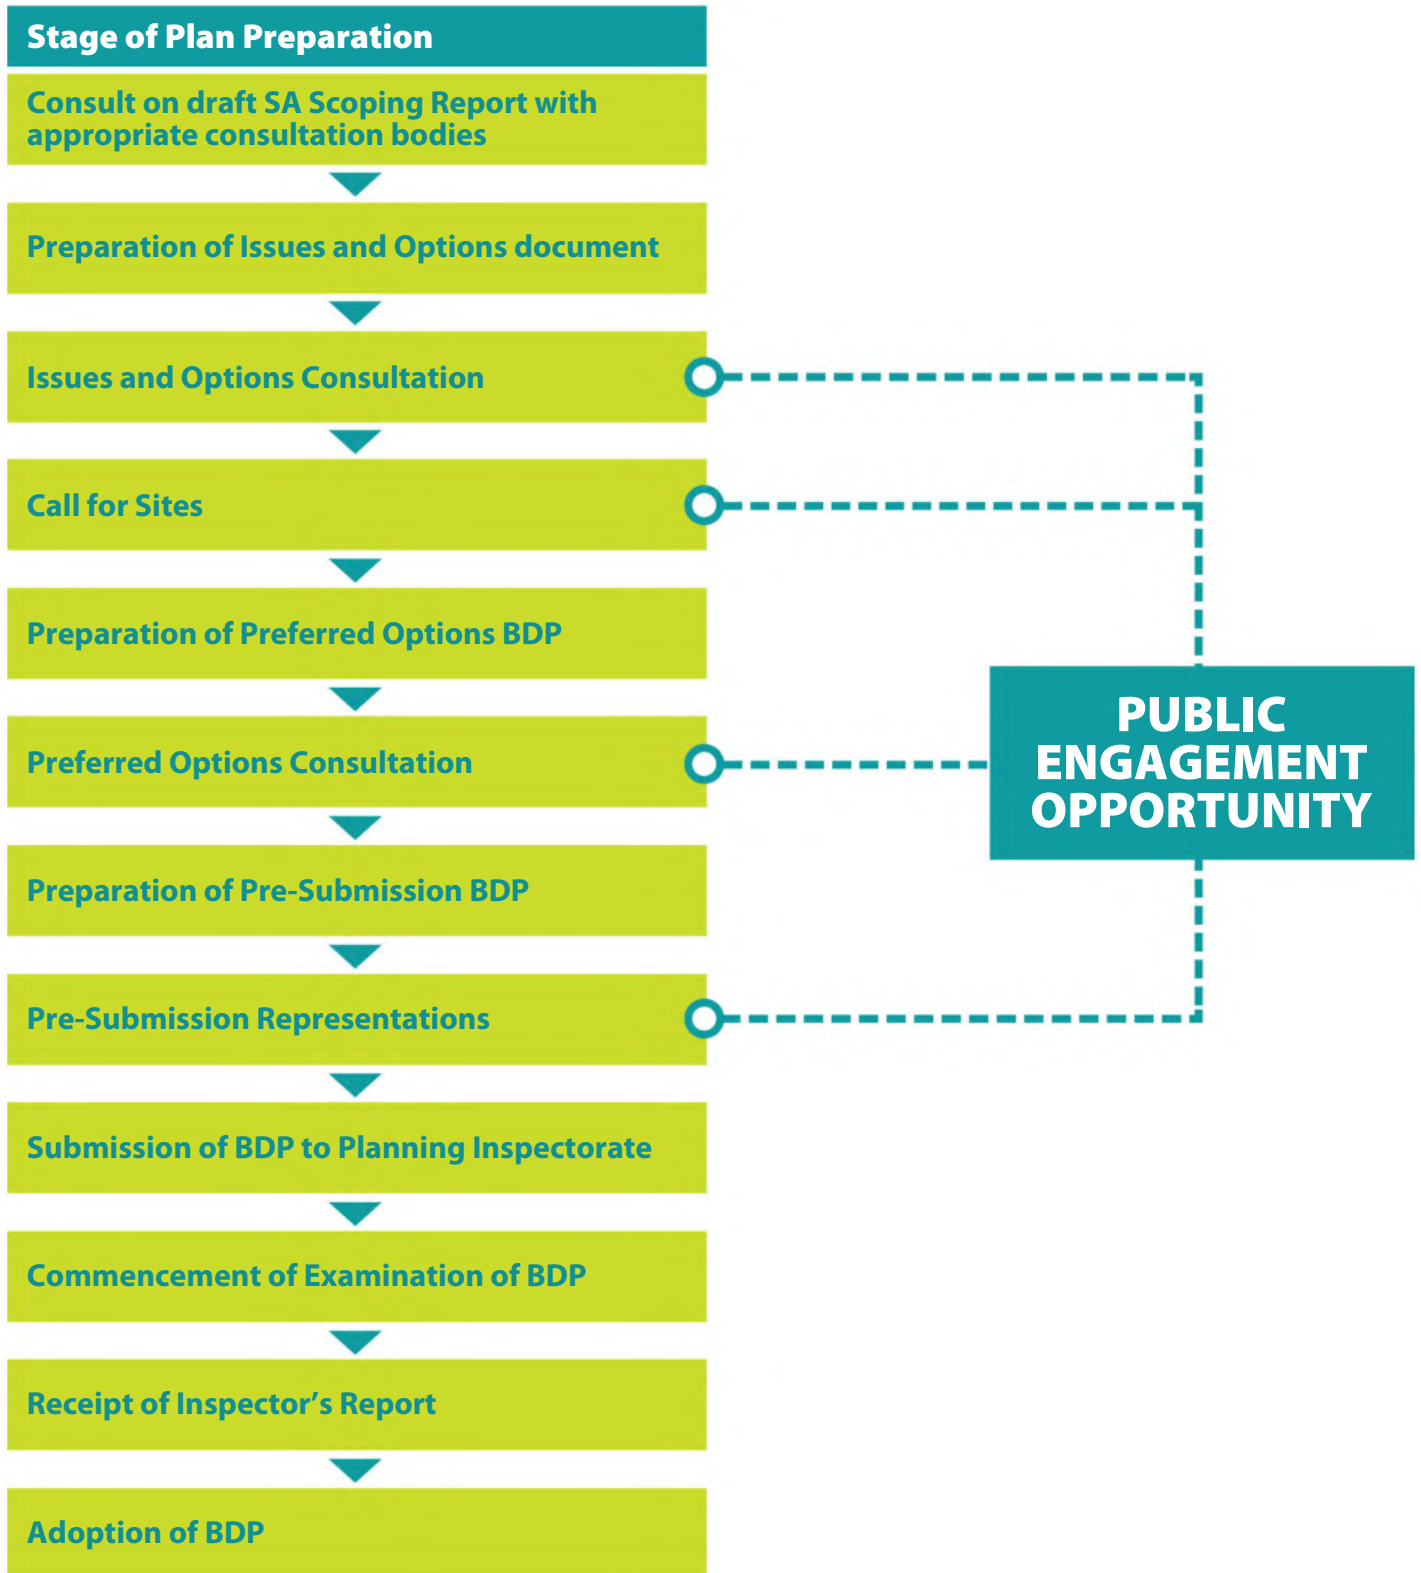 Stage of Plan Preparation
Consult on draft SA Scoping Report with
appropriate consultation bodies
Preparation of Issues and Options document
Issues and Options Consultation
Call for Sites
Preparation of Preferred Options BDP
Preferred Options Consultation
PUBLIC
ENGAGEMENT
OPPORTUNITY
Preparation of Pre-Submission BDP
Pre-Submission Representations
Submission of BDP to Planning Inspectorate
Commencement of Examination of BDP
Receipt of Inspector’s Report
Adoption of BDP